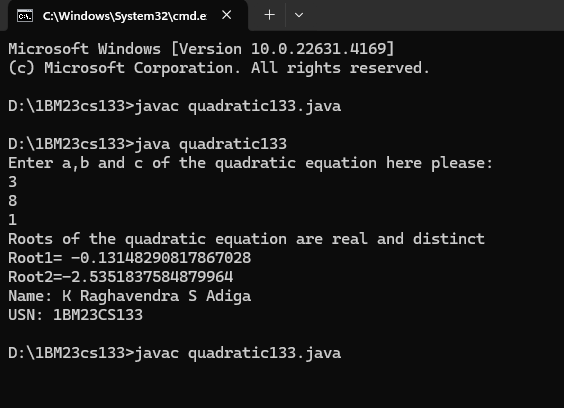 C:\Windows\System32\cmd.e
Microsoft Windows [Version 10.0.22631.4169]
(c) Microsoft Corporation. All rights reserved.
D:\1BM23cs133>javac quadratic133.java
D:\1BM23cs133>java quadratic133
Enter a,b and c of the quadratic equation here please:
3
8
1
Roots of the quadratic equation are real and distinct
Root1= -0.13148290817867028
Root2=-2.5351837584879964
Name: K Raghavendra S Adiga
USN: 1BM23CS133
D:\1BM23cs133>javac quadratic133.java